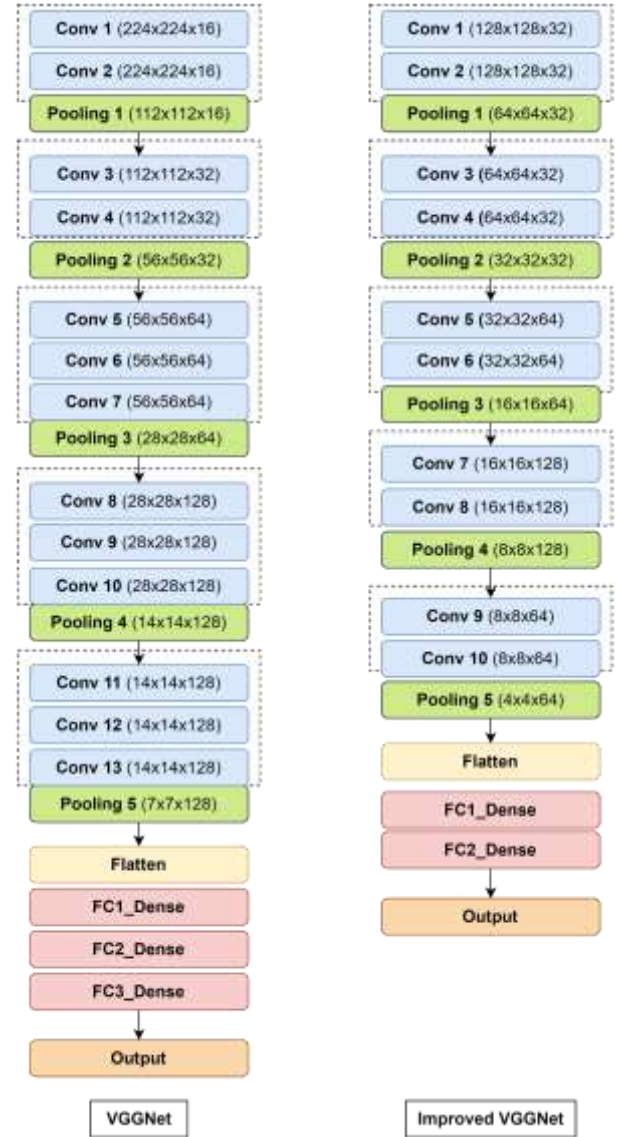 Conv 1 (224x224x16)
Conv 2 (224x224x16)
Pooling 1 (112x112x16)
Conv 3 (112x112x32)
Conv 4 (112x112x32)
Pooling 2 (56x56x32)
Conv 5 (56x56x64)
Conv 6 (56x56x64)
Conv 7 (56x56x64)
Pooling 3 (28x28x64)
Conv 8 (28x28x128)
Conv 9 (28x28x128)
Conv 10 (28x28x128)
Pooling 4 (14x14x128)
Conv 11 (14x14x128)
Conv 12 (14x14x128)
Conv 13 (14x14x128)
Pooling 5 (7x7x128)
Flatten
FC1_Dense
FC2_Dense
FC3_Dense
Output
VGGNet
Conv 1 (128x128x32)
Conv 2 (128x128x32)
Pooling 1 (64x64x32)
Conv 3 (64x64x32)
Conv 4 (64x64x32)
Pooling 2 (32x32x32)
Conv 5 (32x32x64)
Conv 6 (32x32x64)
Pooling 3 (16x16x64)
Conv 7 (16x16x128)
Conv 8 (16x16x128)
Pooling 4 (8x8x128)
Conv 9 (8x8x64)
Conv 10 (8x8x64)
Pooling 5 (4x4x64)
Flatten
FC1_Dense
FC2_Dense
Output
Improved VGGNet